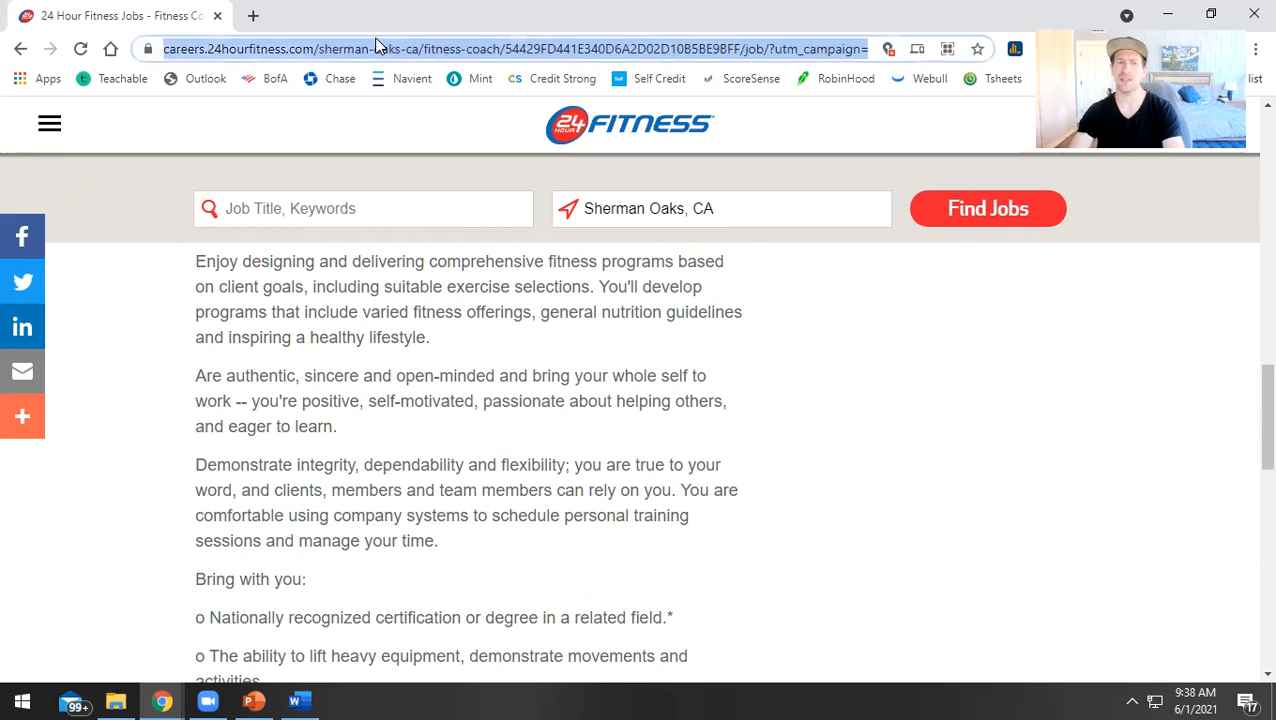 24 Hour Fitness Jobs - Fitness Co
careers.24hourfitness.com/sherman-oaks-ca/fitness-coach/54429FD441E340D6A2D02D10B5BE9BFF/job/?utm_campaign=
Apps Teachable Outlook BofA Chase Navient Mint CS Credit Strong Self Self Credit ScoreSense RobinHood Webull Tsheets list
24 HOUR FITNESS
Job Title, Keywords Sherman Oaks, CA Find Jobs
Enjoy designing and delivering comprehensive fitness programs based
on client goals, including suitable exercise selections. You'll develop
programs that include varied fitness offerings, general nutrition guidelines
and inspiring a healthy lifestyle.
Are authentic, sincere and open-minded and bring your whole self to
work -- you're positive, self-motivated, passionate about helping others,
and eager to learn.
Demonstrate integrity, dependability and flexibility; you are true to your
word, and clients, members and team members can rely on you. You are
comfortable using company systems to schedule personal training
sessions and manage your time.
Bring with you:
o Nationally recognized certification or degree in a related field.*
o The ability to lift heavy equipment, demonstrate movements and
activities
99+
9:38 AM
6/1/2021
17